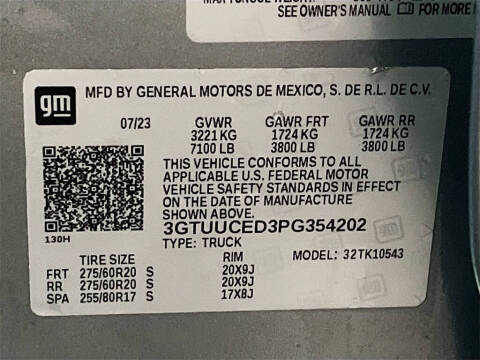 SEE OWNER'S MANUAL FOR MORE
gm
MFD BY GENERAL MOTORS DE MEXICO, S. DE R.L. DE C.V.
07/23 GVWR GAWR FRT GAWR RR
3221 KG 1724 KG 1724 KG
7100 LB 3800 LB 3800 LB
THIS VEHICLE CONFORMS TO ALL
APPLICABLE U.S. FEDERAL MOTOR
VEHICLE SAFETY STANDARDS IN EFFECT
ON THE DATE OF MANUFACTURE
SHOWN ABOVE.
3GTUUCED3PG354202
130H
TYPE: TRUCK MODEL: 32TK10543
TIRE SIZE RIM
FRT 275/60R20 S 20X9J
RR 275/60R20 S 20X9J
SPA 255/80R17 S 17X8J